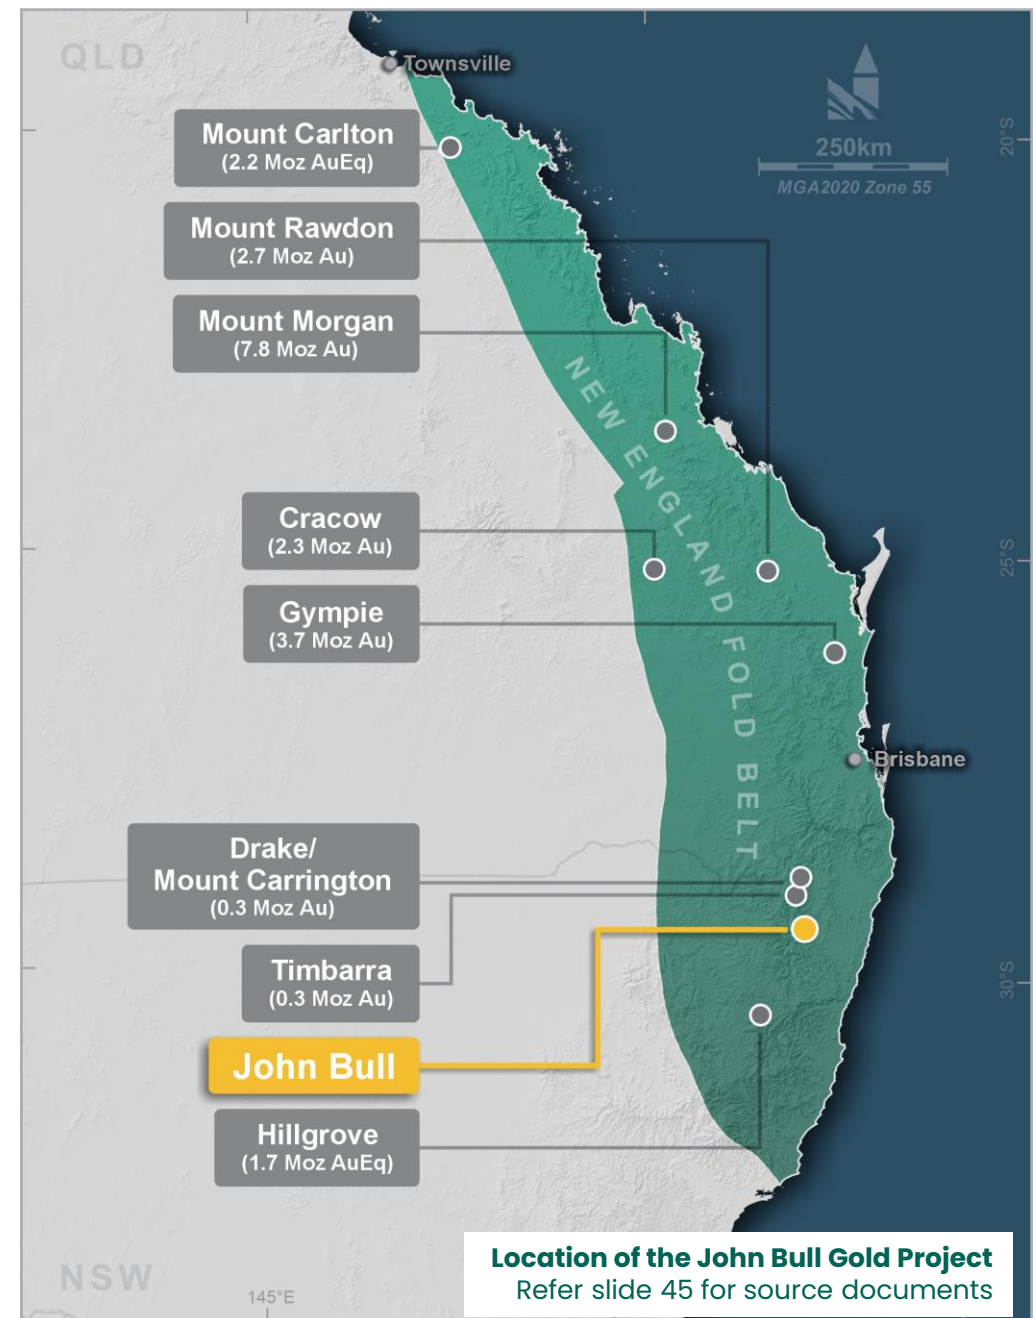 QLD
Townsville
Mount Carlton
(2.2 Moz AuEq)
250km
MGA2020 Zone 55
20°S
Mount Rawdon
(2.7 Moz Au)
Mount Morgan
(7.8 Moz Au)
NEW ENGLAND FOLD BELT
Cracow
(2.3 Moz Au)
25°S
Gympie
(3.7 Moz Au)
Brisbane
Drake/
Mount Carrington
(0.3 Moz Au)
Timbarra
(0.3 Moz Au)
30°S
John Bull
Hillgrove
(1.7 Moz AuEq)
NSW
145°E
Location of the John Bull Gold Project
Refer slide 45 for source documents